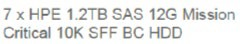 7 x HPE 1.2TB SAS 12G Mission
Critical 10K SFF BC HDD